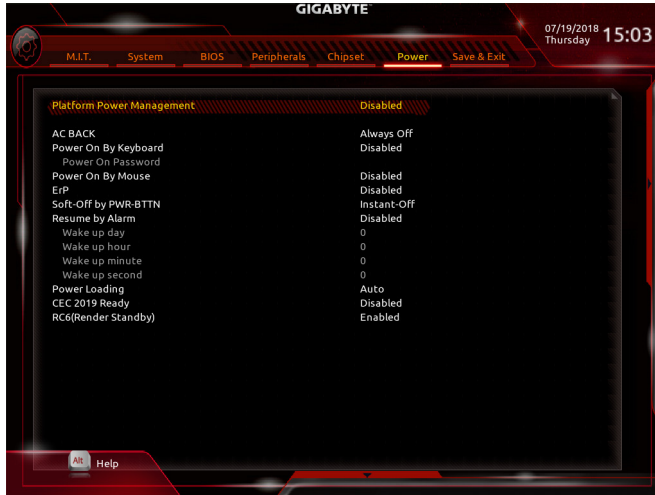 GIGABYTE™
07/19/2018 15:03
Thursday
M.I.T. System BIOS Peripherals Chipset Power Save & Exit
Platform Power Management Disabled
AC BACK Always Off
Power On By Keyboard Disabled
Power On Password
Power On By Mouse Disabled
ErP Disabled
Soft-Off by PWR-BTTN Instant-Off
Resume by Alarm Disabled
Wake up day 0
Wake up hour 0
Wake up minute 0
Wake up second 0
Power Loading Auto
CEC 2019 Ready Disabled
RC6(Render Standby) Enabled
Alt Help